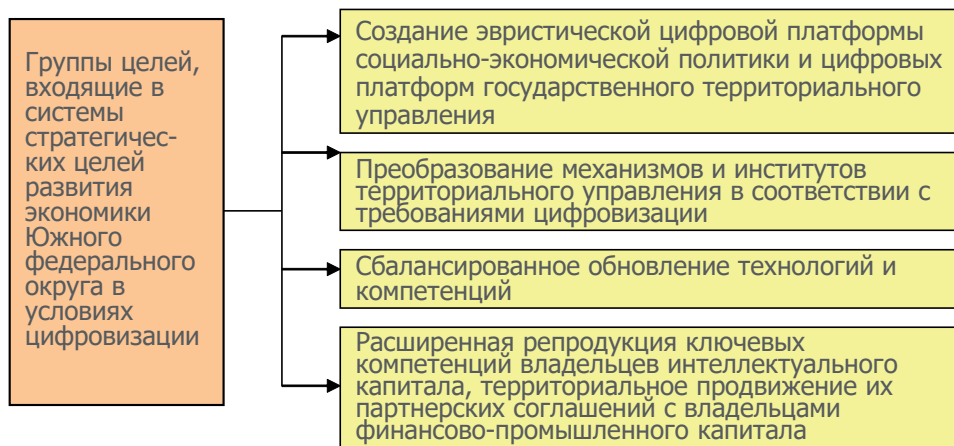 Группы целей,
входящие в
системы
стратегичес-
ких целей
развития
экономики
Южного
федерального
округа в
условиях
цифровизации
Создание эвристической цифровой платформы
социально-экономической политики и цифровых
платформ государственного территориального
управления
Преобразование механизмов и институтов
территориального управления в соответствии с
требованиями цифровизации
Сбалансированное обновление технологий и
компетенций
Расширенная репродукция ключевых
компетенций владельцев интеллектуального
капитала, территориальное продвижение их
партнерских соглашений с владельцами
финансово-промышленного капитала